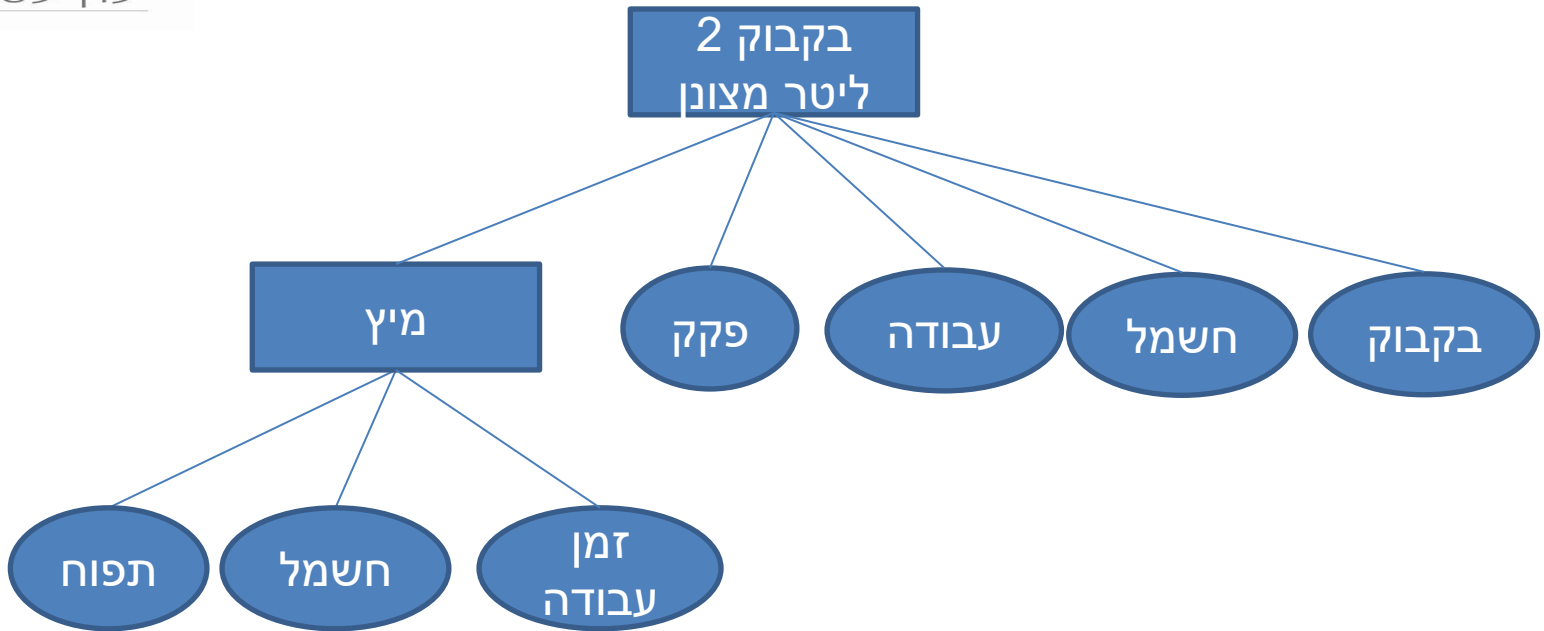 בקבוק 2
ליטר מצונן
מיץ
פקק
עבודה
חשמל
בקבוק
תפוח
חשמל
זמן
עבודה